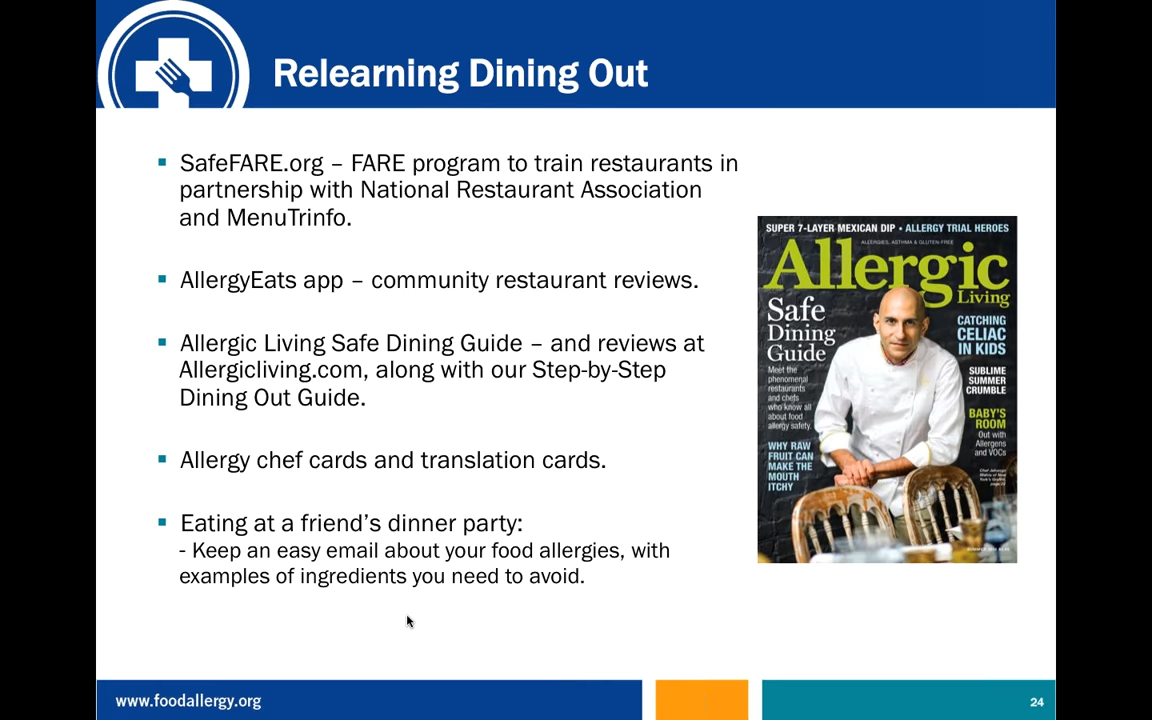 Relearning Dining Out
SafeFARE.org – FARE program to train restaurants in
partnership with National Restaurant Association
and MenuTrinfo.
AllergyEats app – community restaurant reviews.
Allergic Living Safe Dining Guide – and reviews at
Allergicliving.com, along with our Step-by-Step
Dining Out Guide.
Allergy chef cards and translation cards.
Eating at a friend’s dinner party:
- Keep an easy email about your food allergies, with
examples of ingredients you need to avoid.
SUPER 7-LAYER MEXICAN DIP • ALLERGY TRIAL HEROES
ALLERGIES, ASTHMA & GLUTEN-FREE
Allergic
Living
Safe
Dining
Guide
Meet the
phenomenal
restaurants
and chefs
who know all
about food
allergy safety.
WHY RAW
FRUIT CAN
MAKE THE
MOUTH
ITCHY
CATCHING
CELIAC
IN KIDS
SUBLIME
SUMMER
CRUMBLE
BABY'S
ROOM
Out with
Allergens
and VOCs
www.foodallergy.org
24